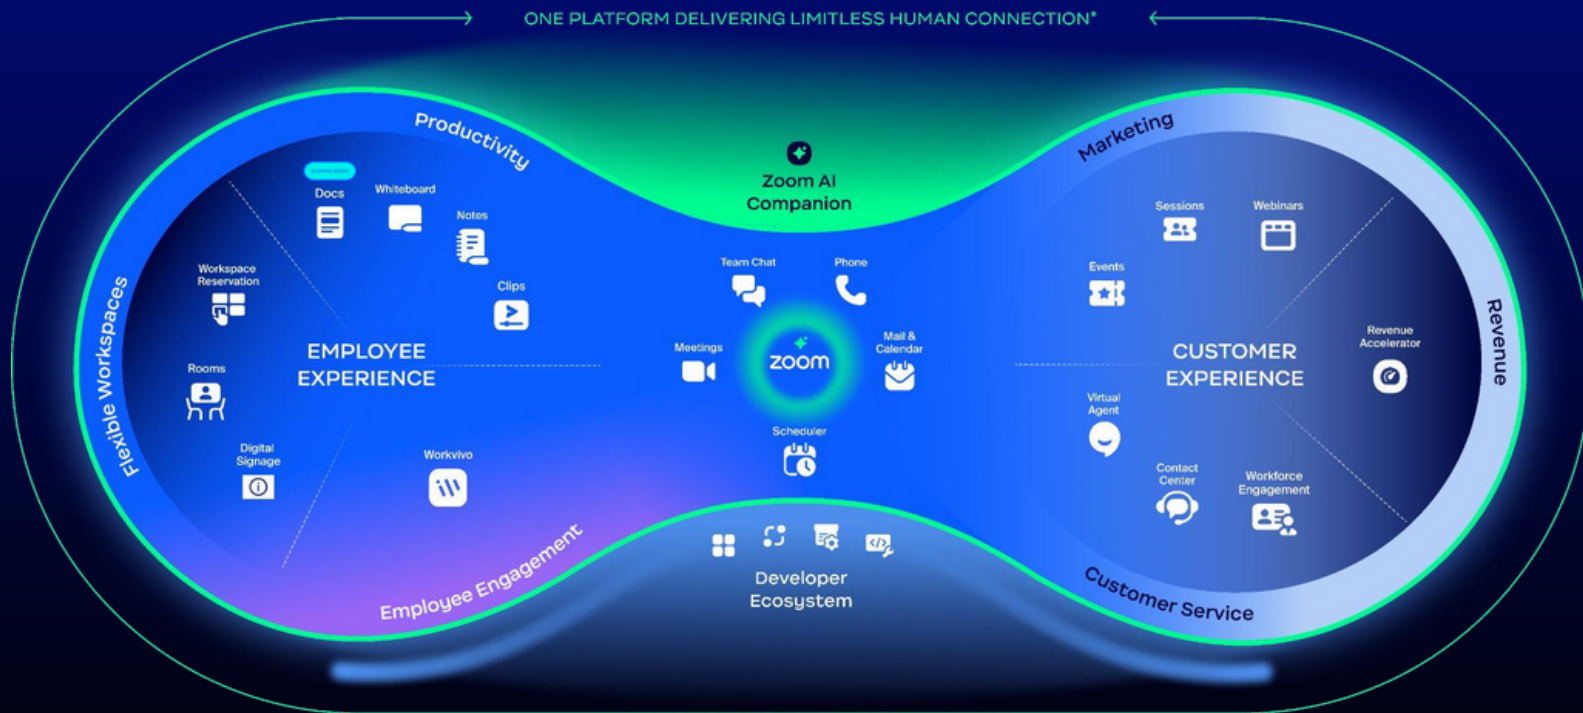 ONE PLATFORM DELIVERING LIMITLESS HUMAN CONNECTION*
Productivity
Docs
Whiteboard
Notes
Clips
Flexible Workspaces
Workspace
Reservation
Rooms
Digital
Signage
EMPLOYEE
EXPERIENCE
Workvivo
Employee Engagement
Zoom AI
Companion
Team Chat
Phone
Meetings
zoom
Mail &
Calendar
Scheduler
Developer
Ecosystem
Marketing
Sessions
Webinars
Events
CUSTOMER
EXPERIENCE
Revenue
Accelerator
Revenue
Virtual
Agent
Contact
Center
Workforce
Engagement
Customer Service